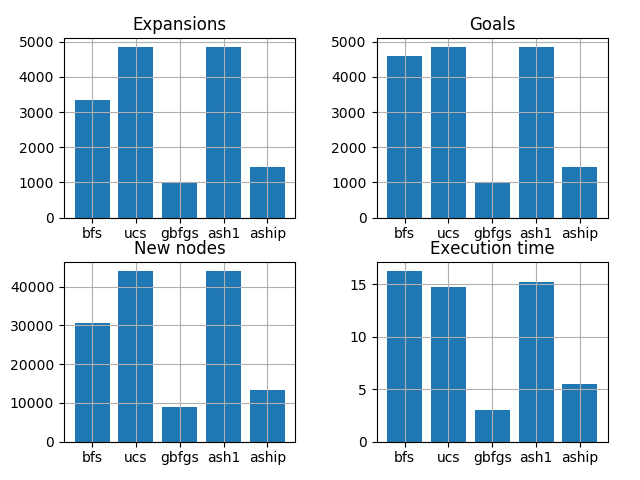 Expansions
5000
4000
3000
2000
1000
0
bfs ucs gbfgs ash1 aship
Goals
5000
4000
3000
2000
1000
0
bfs ucs gbfgs ash1 aship
New nodes
40000
30000
20000
10000
0
bfs ucs gbfgs ash1 aship
Execution time
15
10
5
0
bfs ucs gbfgs ash1 aship